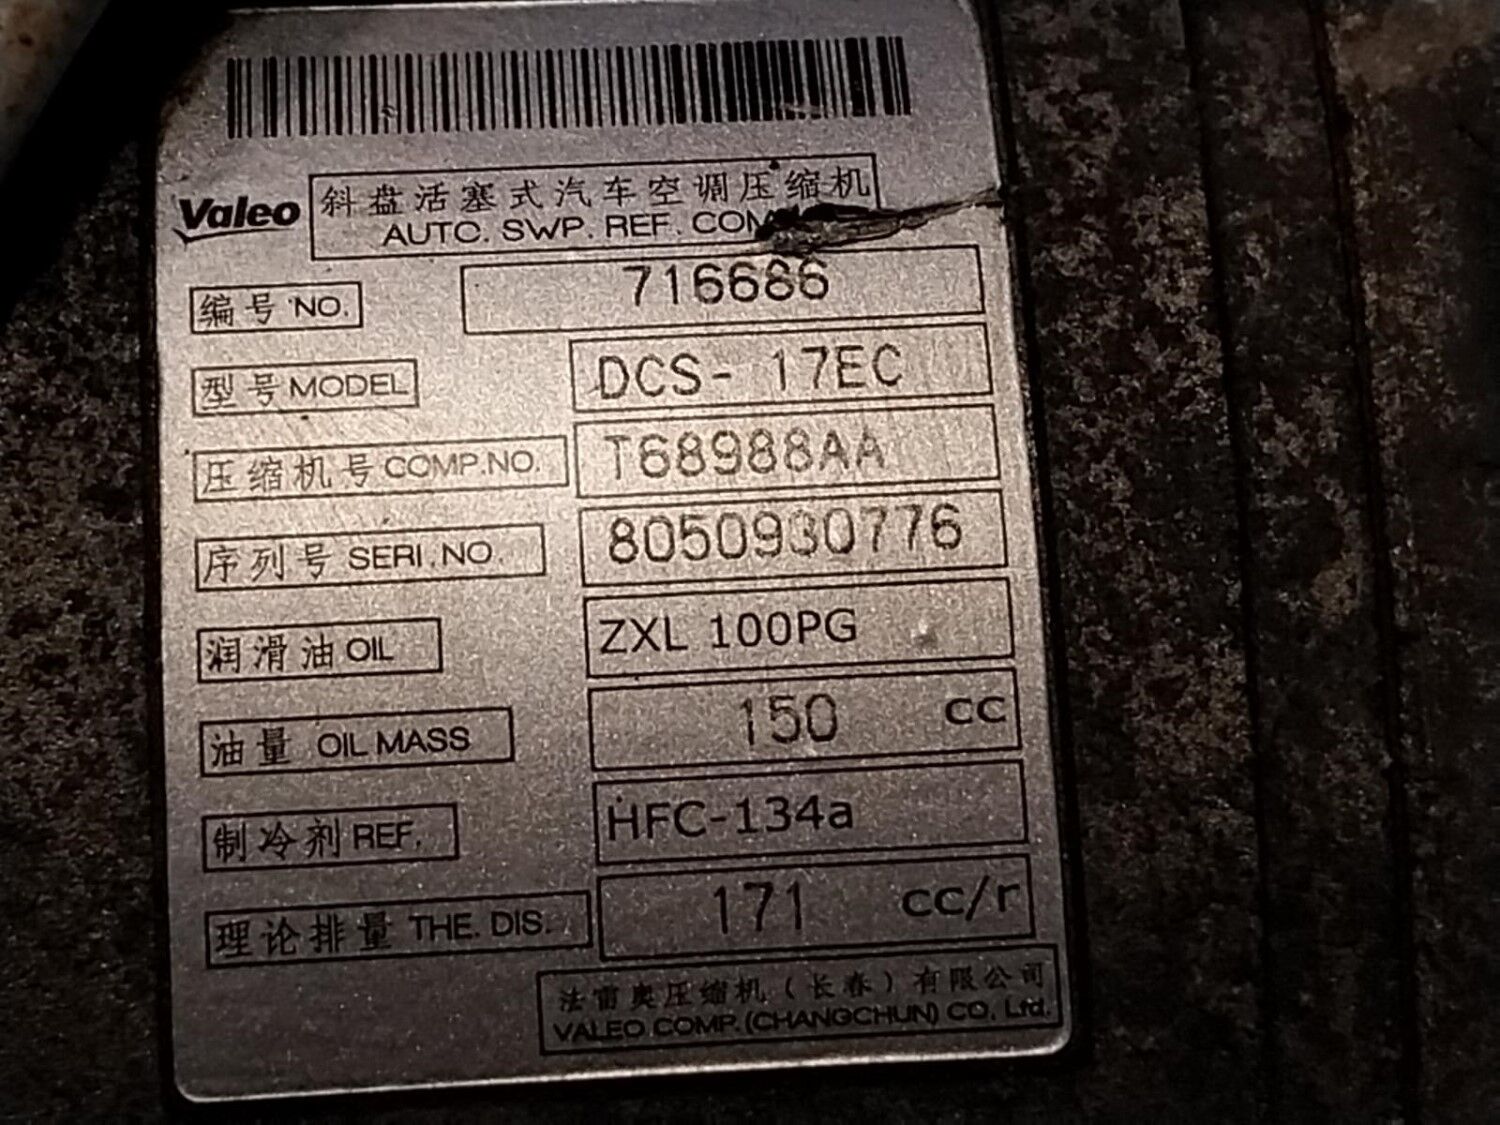 Valeo
斜盘活塞式汽车空调压缩机
AUTO. SWP. REF.
编号 NO. 716686
型号 MODEL DCS- 17EC
压缩机号 COMP.NO. T68988AA
序列号 SERI.NO. 8050930776
润滑油 OIL ZXL 100PG
油量 OIL MASS 150 cc
制冷剂 REF. HFC-134a
理论排量 THE. DIS. 171 cc/r
法雷奥压缩机(长春)有限公司
VALEO COMP.(CHANGCHUN) CO. Ltd.